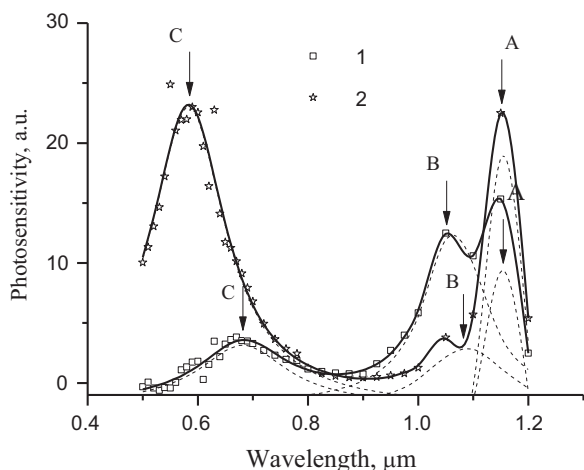 30
20
10
0
Photosensitivity, a.u.
C
A
1
2
B
A
C
B
0.4
0.6
0.8
1.0
1.2
Wavelength, μm